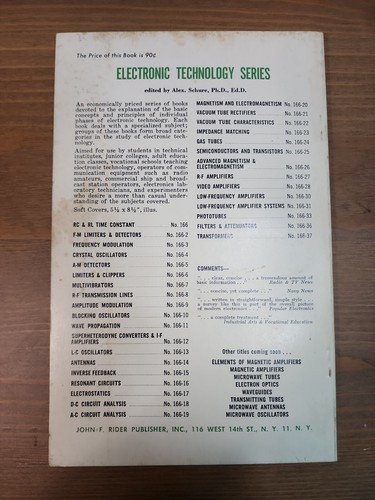 The Price of this Book is 90¢
ELECTRONIC TECHNOLOGY SERIES
edited by Alex. Schure, Ph.D., Ed.D.
An economically priced series of books
devoted to the explanation of the basic
concepts and principles of individual
phases of electronic technology. Each
book deals with a specialized subject;
groups of these books form broad cate-
gories in the study of electronic tech-
nology.
Aimed for use by students in technical
institutes, junior colleges, adult educa-
tion classes, vocational schools teaching
electronic technology, operators of com-
munication equipment such as radio
amateurs, commercial ship and broad-
cast station operators, electronics lab-
oratory technicians, and experimenters
who desire a more than casual under-
standing of the subjects covered.
Soft Covers, 5½ x 8½", illus.
RC & RL TIME CONSTANT No. 166
F-M LIMITERS & DETECTORS No. 166-2
FREQUENCY MODULATION No. 166-3
CRYSTAL OSCILLATORS No. 166-4
A-M DETECTORS No. 166-5
LIMITERS & CLIPPERS No. 166-6
MULTIVIBRATORS No. 166-7
R-F TRANSMISSION LINES No. 166-8
AMPLITUDE MODULATION No. 166-9
BLOCKING OSCILLATORS No. 166-10
WAVE PROPAGATION No. 166-11
SUPERHETERODYNE CONVERTERS & I-F
AMPLIFIERS No. 166-12
L-C OSCILLATORS No. 166-13
ANTENNAS No. 166-14
INVERSE FEEDBACK No. 166-15
RESONANT CIRCUITS No. 166-16
ELECTROSTATICS No. 166-17
D-C CIRCUIT ANALYSIS No. 166-18
A-C CIRCUIT ANALYSIS No. 166-19
MAGNETISM AND ELECTROMAGNETISM No. 166-20
VACUUM TUBE RECTIFIERS No. 166-21
VACUUM TUBE CHARACTERISTICS No. 166-22
IMPEDANCE MATCHING No. 166-23
GAS TUBES No. 166-24
SEMICONDUCTORS AND TRANSISTORS No. 166-25
ADVANCED MAGNETISM &
ELECTROMAGNETISM No. 166-26
R-F AMPLIFIERS No. 166-27
VIDEO AMPLIFIERS No. 166-28
LOW-FREQUENCY AMPLIFIERS No. 166-30
LOW-FREQUENCY AMPLIFIER SYSTEMS No. 166-31
PHOTOTUBES No. 166-33
FILTERS & ATTENUATORS No. 166-36
TRANSFORMERS No. 166-37
COMMENTS—
". . . clear, concise . . . a tremendous amount of
basic information . . ." Radio & TV News
". . . concise, yet complete . . ." Navy News
". . written in straightforward, simple style . .
a series like this is a part of the overall picture
of modern electronics . . ." Popular Electronics
". . a complete treatment . . ."
Industrial Arts & Vocational Education
Other titles coming soon . . .
ELEMENTS OF MAGNETIC AMPLIFIERS
MAGNETIC AMPLIFIERS
MICROWAVE TUBES
ELECTRON OPTICS
WAVEGUIDES
TRANSMITTING TUBES
MICROWAVE ANTENNAS
MICROWAVE OSCILLATORS
JOHN F. RIDER PUBLISHER, INC., 116 WEST 14th ST., N. Y. 11, N. Y.